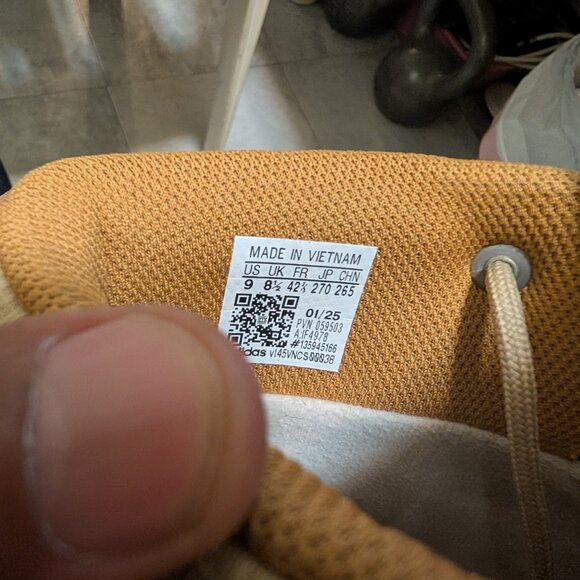 MADE IN VIETNAM
US UK FR JP CHN
9 8½ 42⅔ 270 265
01/25
PVN 059503
A:IF4978
#135945166
adidas VI45VNCS00038